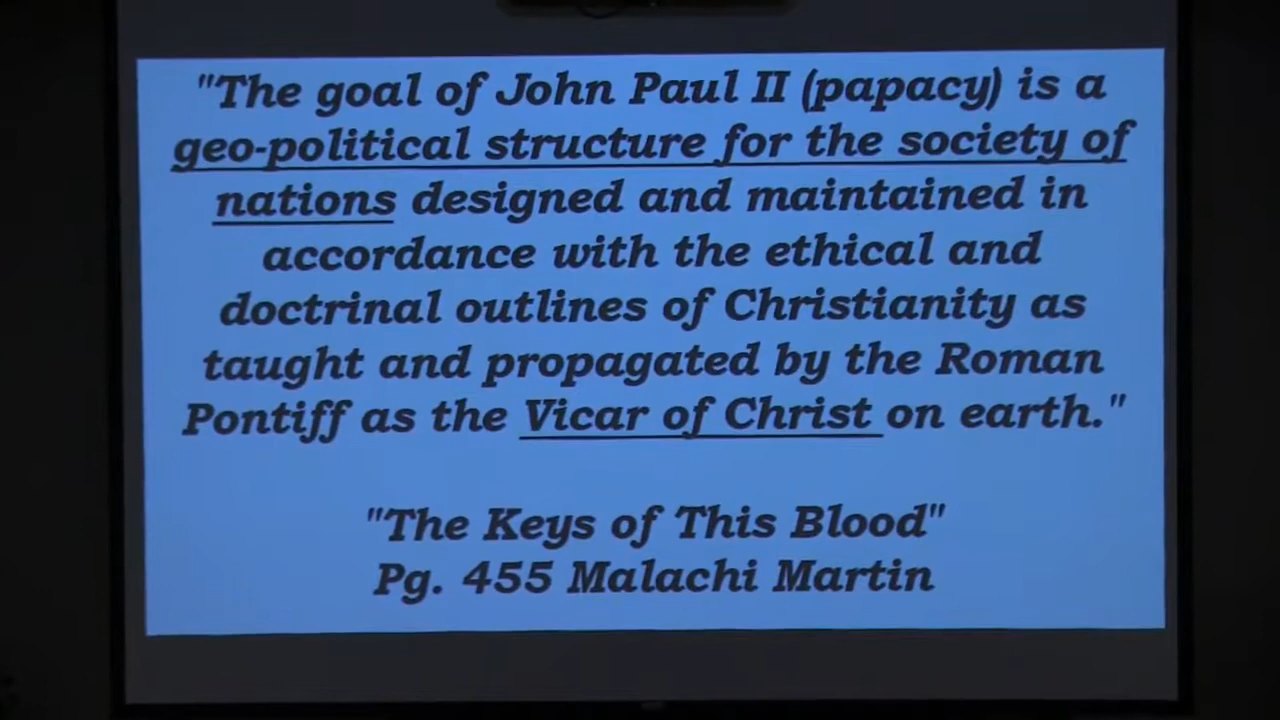 "The goal of John Paul II (papacy) is a
geo-political structure for the society of
nations designed and maintained in
accordance with the ethical and
doctrinal outlines of Christianity as
taught and propagated by the Roman
Pontiff as the Vicar of Christ on earth."
"The Keys of This Blood"
Pg. 455 Malachi Martin